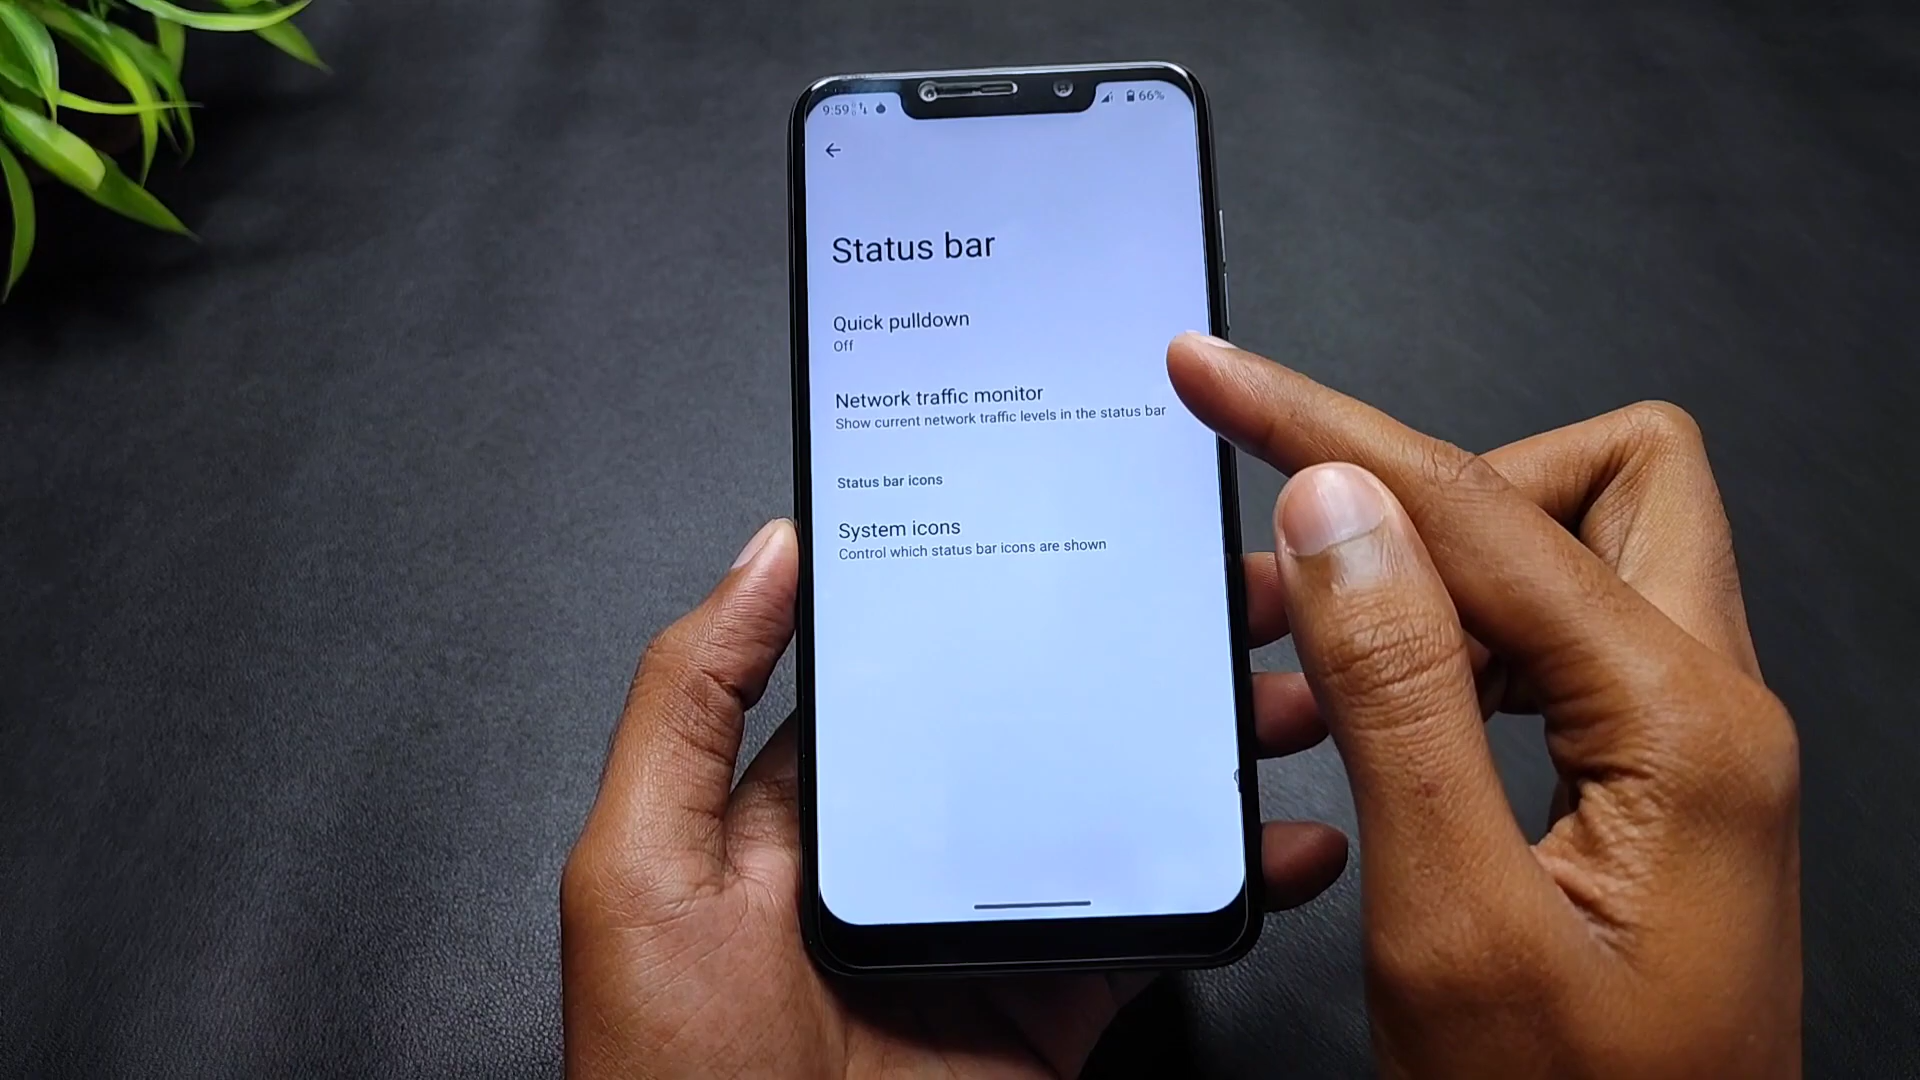 9:59
66%
Status bar
Quick pulldown
Off
Network traffic monitor
Show current network traffic levels in the status bar
Status bar icons
System icons
Control which status bar icons are shown